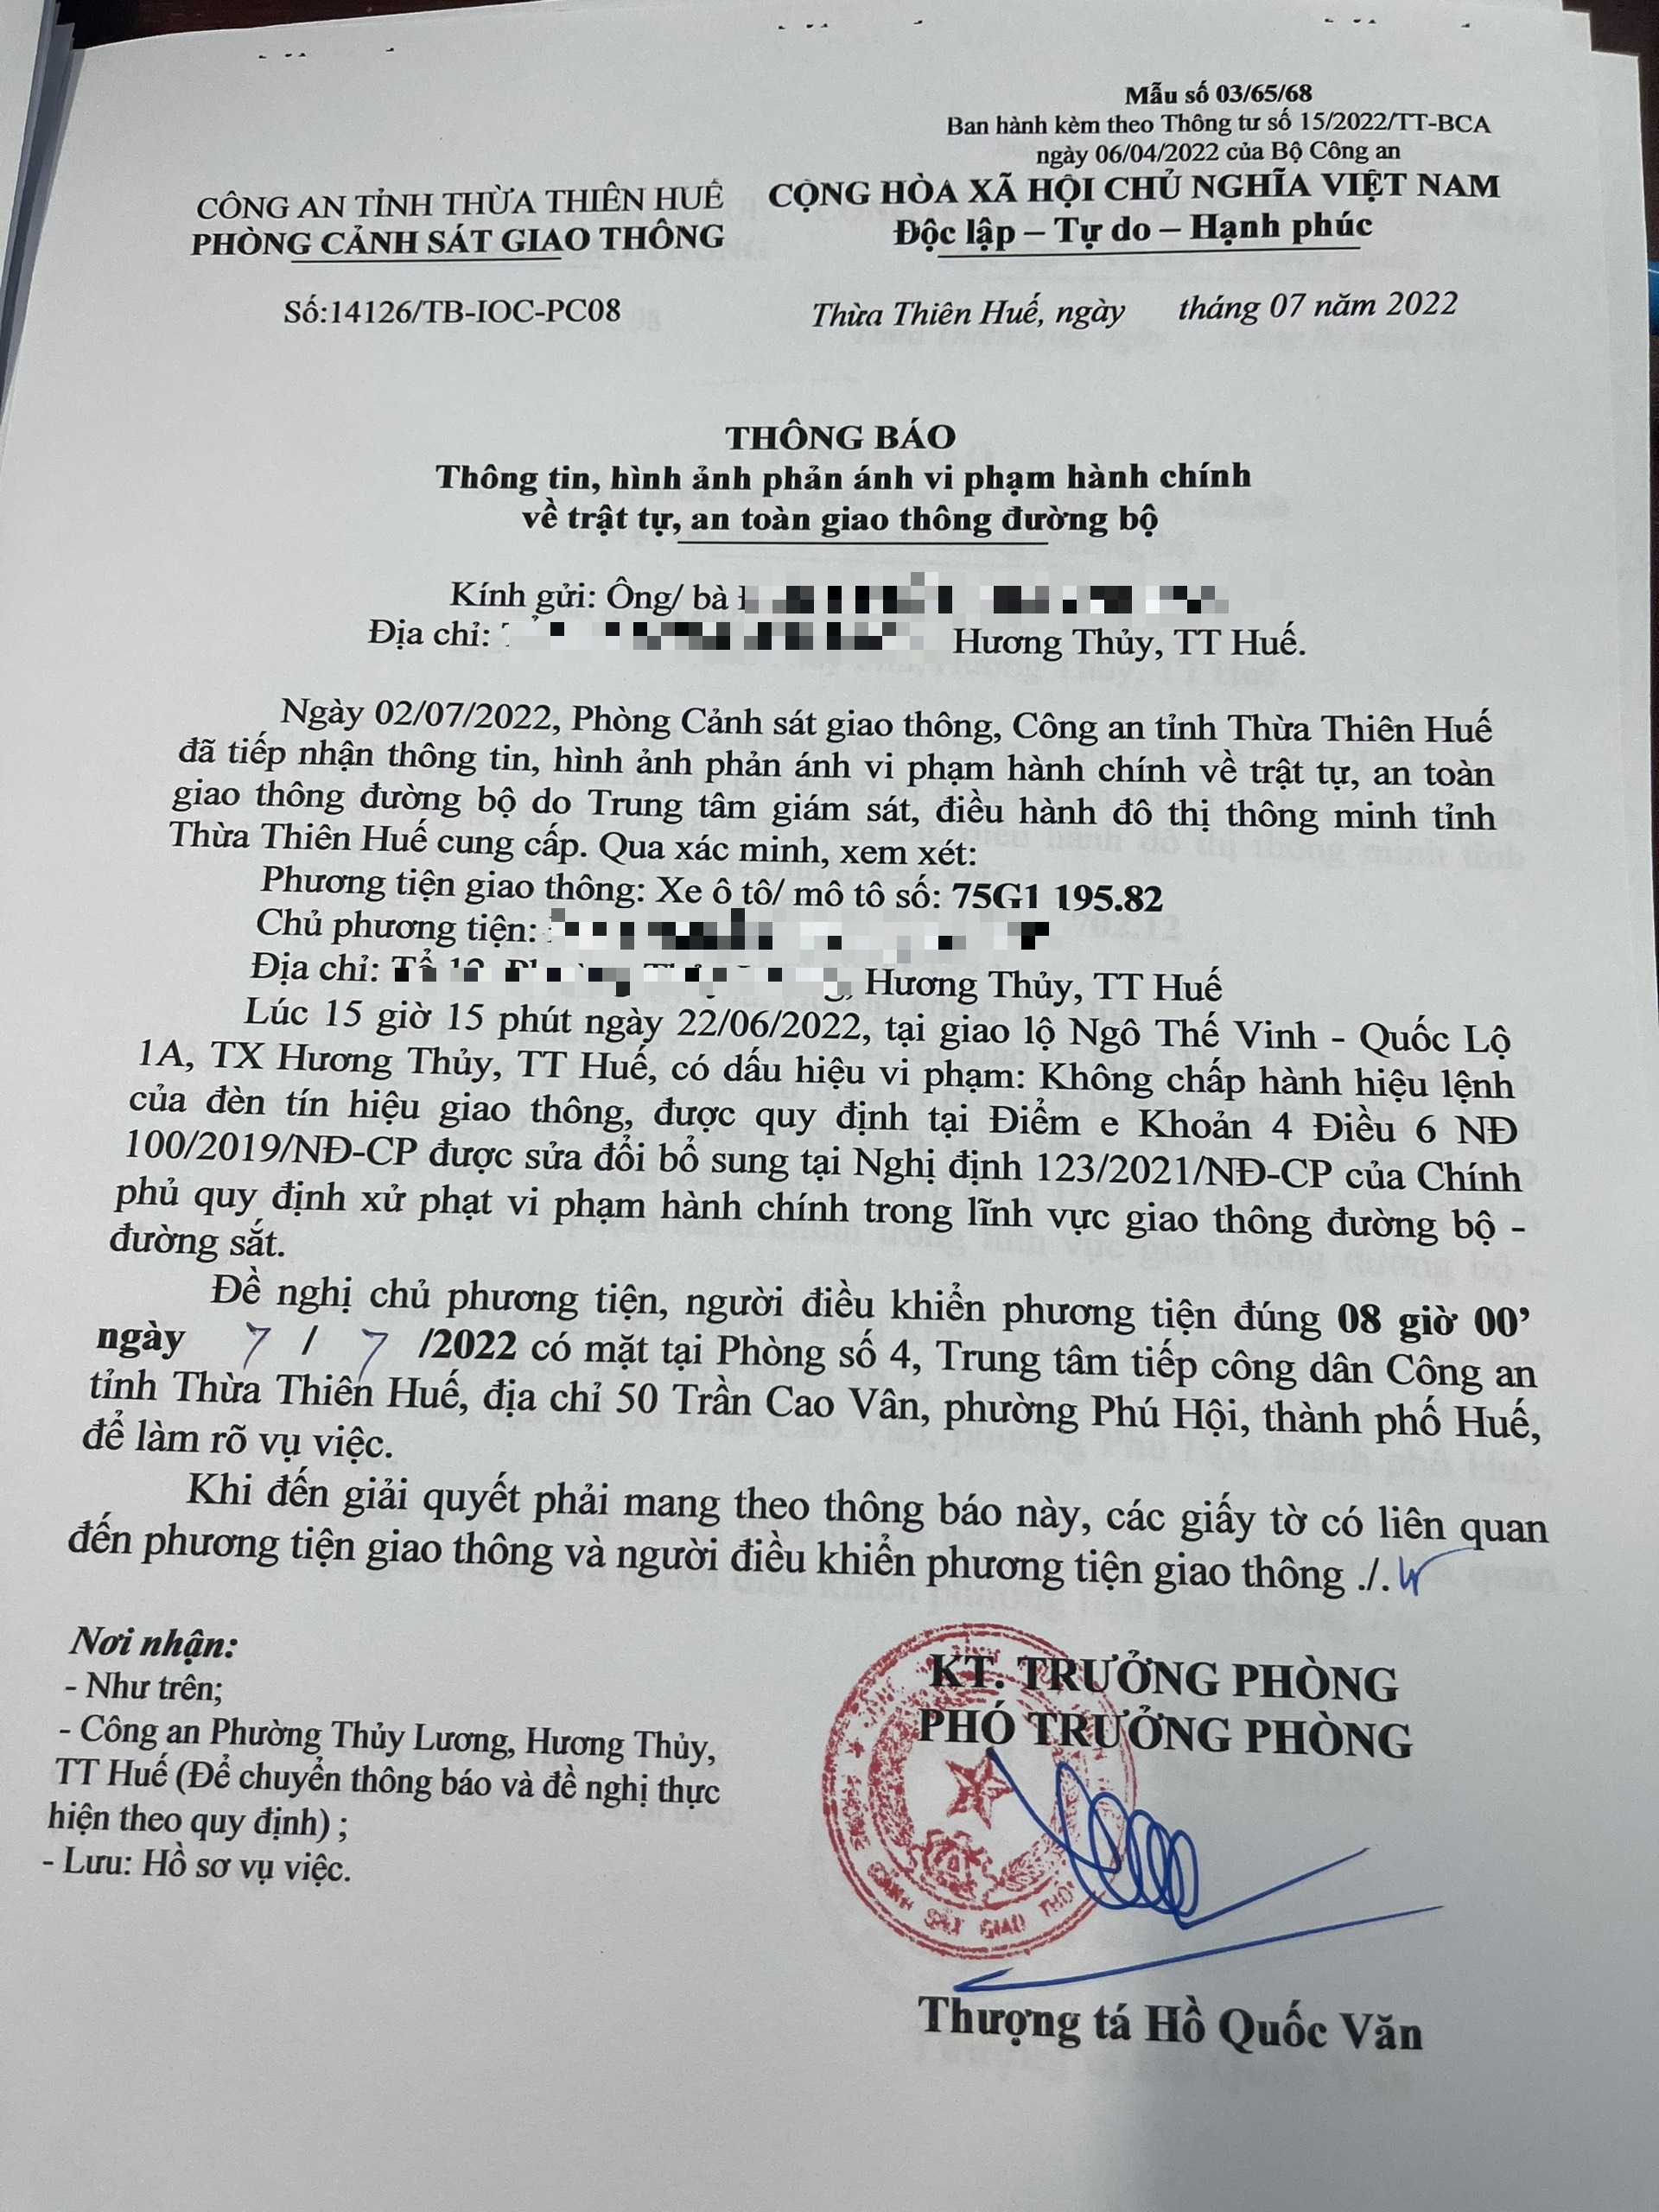 Mẫu số 03/65/68
Ban hành kèm theo Thông tư số 15/2022/TT-BCA
ngày 06/04/2022 của Bộ Công an
CÔNG AN TỈNH THỪA THIÊN HUẾ
PHÒNG CẢNH SÁT GIAO THÔNG
CỘNG HÒA XÃ HỘI CHỦ NGHĨA VIỆT NAM
Độc lập – Tự do – Hạnh phúc
Số:14126/TB-IOC-PC08
Thừa Thiên Huế, ngày tháng 07 năm 2022
THÔNG BÁO
Thông tin, hình ảnh phản ánh vi phạm hành chính
về trật tự, an toàn giao thông đường bộ
Kính gửi: Ông/ bà
Địa chỉ: Hương Thủy, TT Huế.
Ngày 02/07/2022, Phòng Cảnh sát giao thông, Công an tỉnh Thừa Thiên Huế
đã tiếp nhận thông tin, hình ảnh phản ánh vi phạm hành chính về trật tự, an toàn
giao thông đường bộ do Trung tâm giám sát, điều hành đô thị thông minh tỉnh
Thừa Thiên Huế cung cấp. Qua xác minh, xem xét:
Phương tiện giao thông: Xe ô tô/ mô tô số: 75G1 195.82
Chủ phương tiện:
Địa chỉ: Hương Thủy, TT Huế
Lúc 15 giờ 15 phút ngày 22/06/2022, tại giao lộ Ngô Thế Vinh - Quốc Lộ
1A, TX Hương Thủy, TT Huế, có dấu hiệu vi phạm: Không chấp hành hiệu lệnh
của đèn tín hiệu giao thông, được quy định tại Điểm e Khoản 4 Điều 6 NĐ
100/2019/NĐ-CP được sửa đổi bổ sung tại Nghị định 123/2021/NĐ-CP của Chính
phủ quy định xử phạt vi phạm hành chính trong lĩnh vực giao thông đường bộ -
đường sắt.
Đề nghị chủ phương tiện, người điều khiển phương tiện đúng 08 giờ 00’
ngày 7 / 7 /2022 có mặt tại Phòng số 4, Trung tâm tiếp công dân Công an
tỉnh Thừa Thiên Huế, địa chỉ 50 Trần Cao Vân, phường Phú Hội, thành phố Huế,
để làm rõ vụ việc.
Khi đến giải quyết phải mang theo thông báo này, các giấy tờ có liên quan
đến phương tiện giao thông và người điều khiển phương tiện giao thông ./.
Nơi nhận:
- Như trên;
- Công an Phường Thủy Lương, Hương Thủy,
TT Huế (Để chuyển thông báo và đề nghị thực
hiện theo quy định) ;
- Lưu: Hồ sơ vụ việc.
KT. TRƯỞNG PHÒNG
PHÓ TRƯỞNG PHÒNG
CẢNH SÁT GIAO THÔ
Thượng tá Hồ Quốc Văn